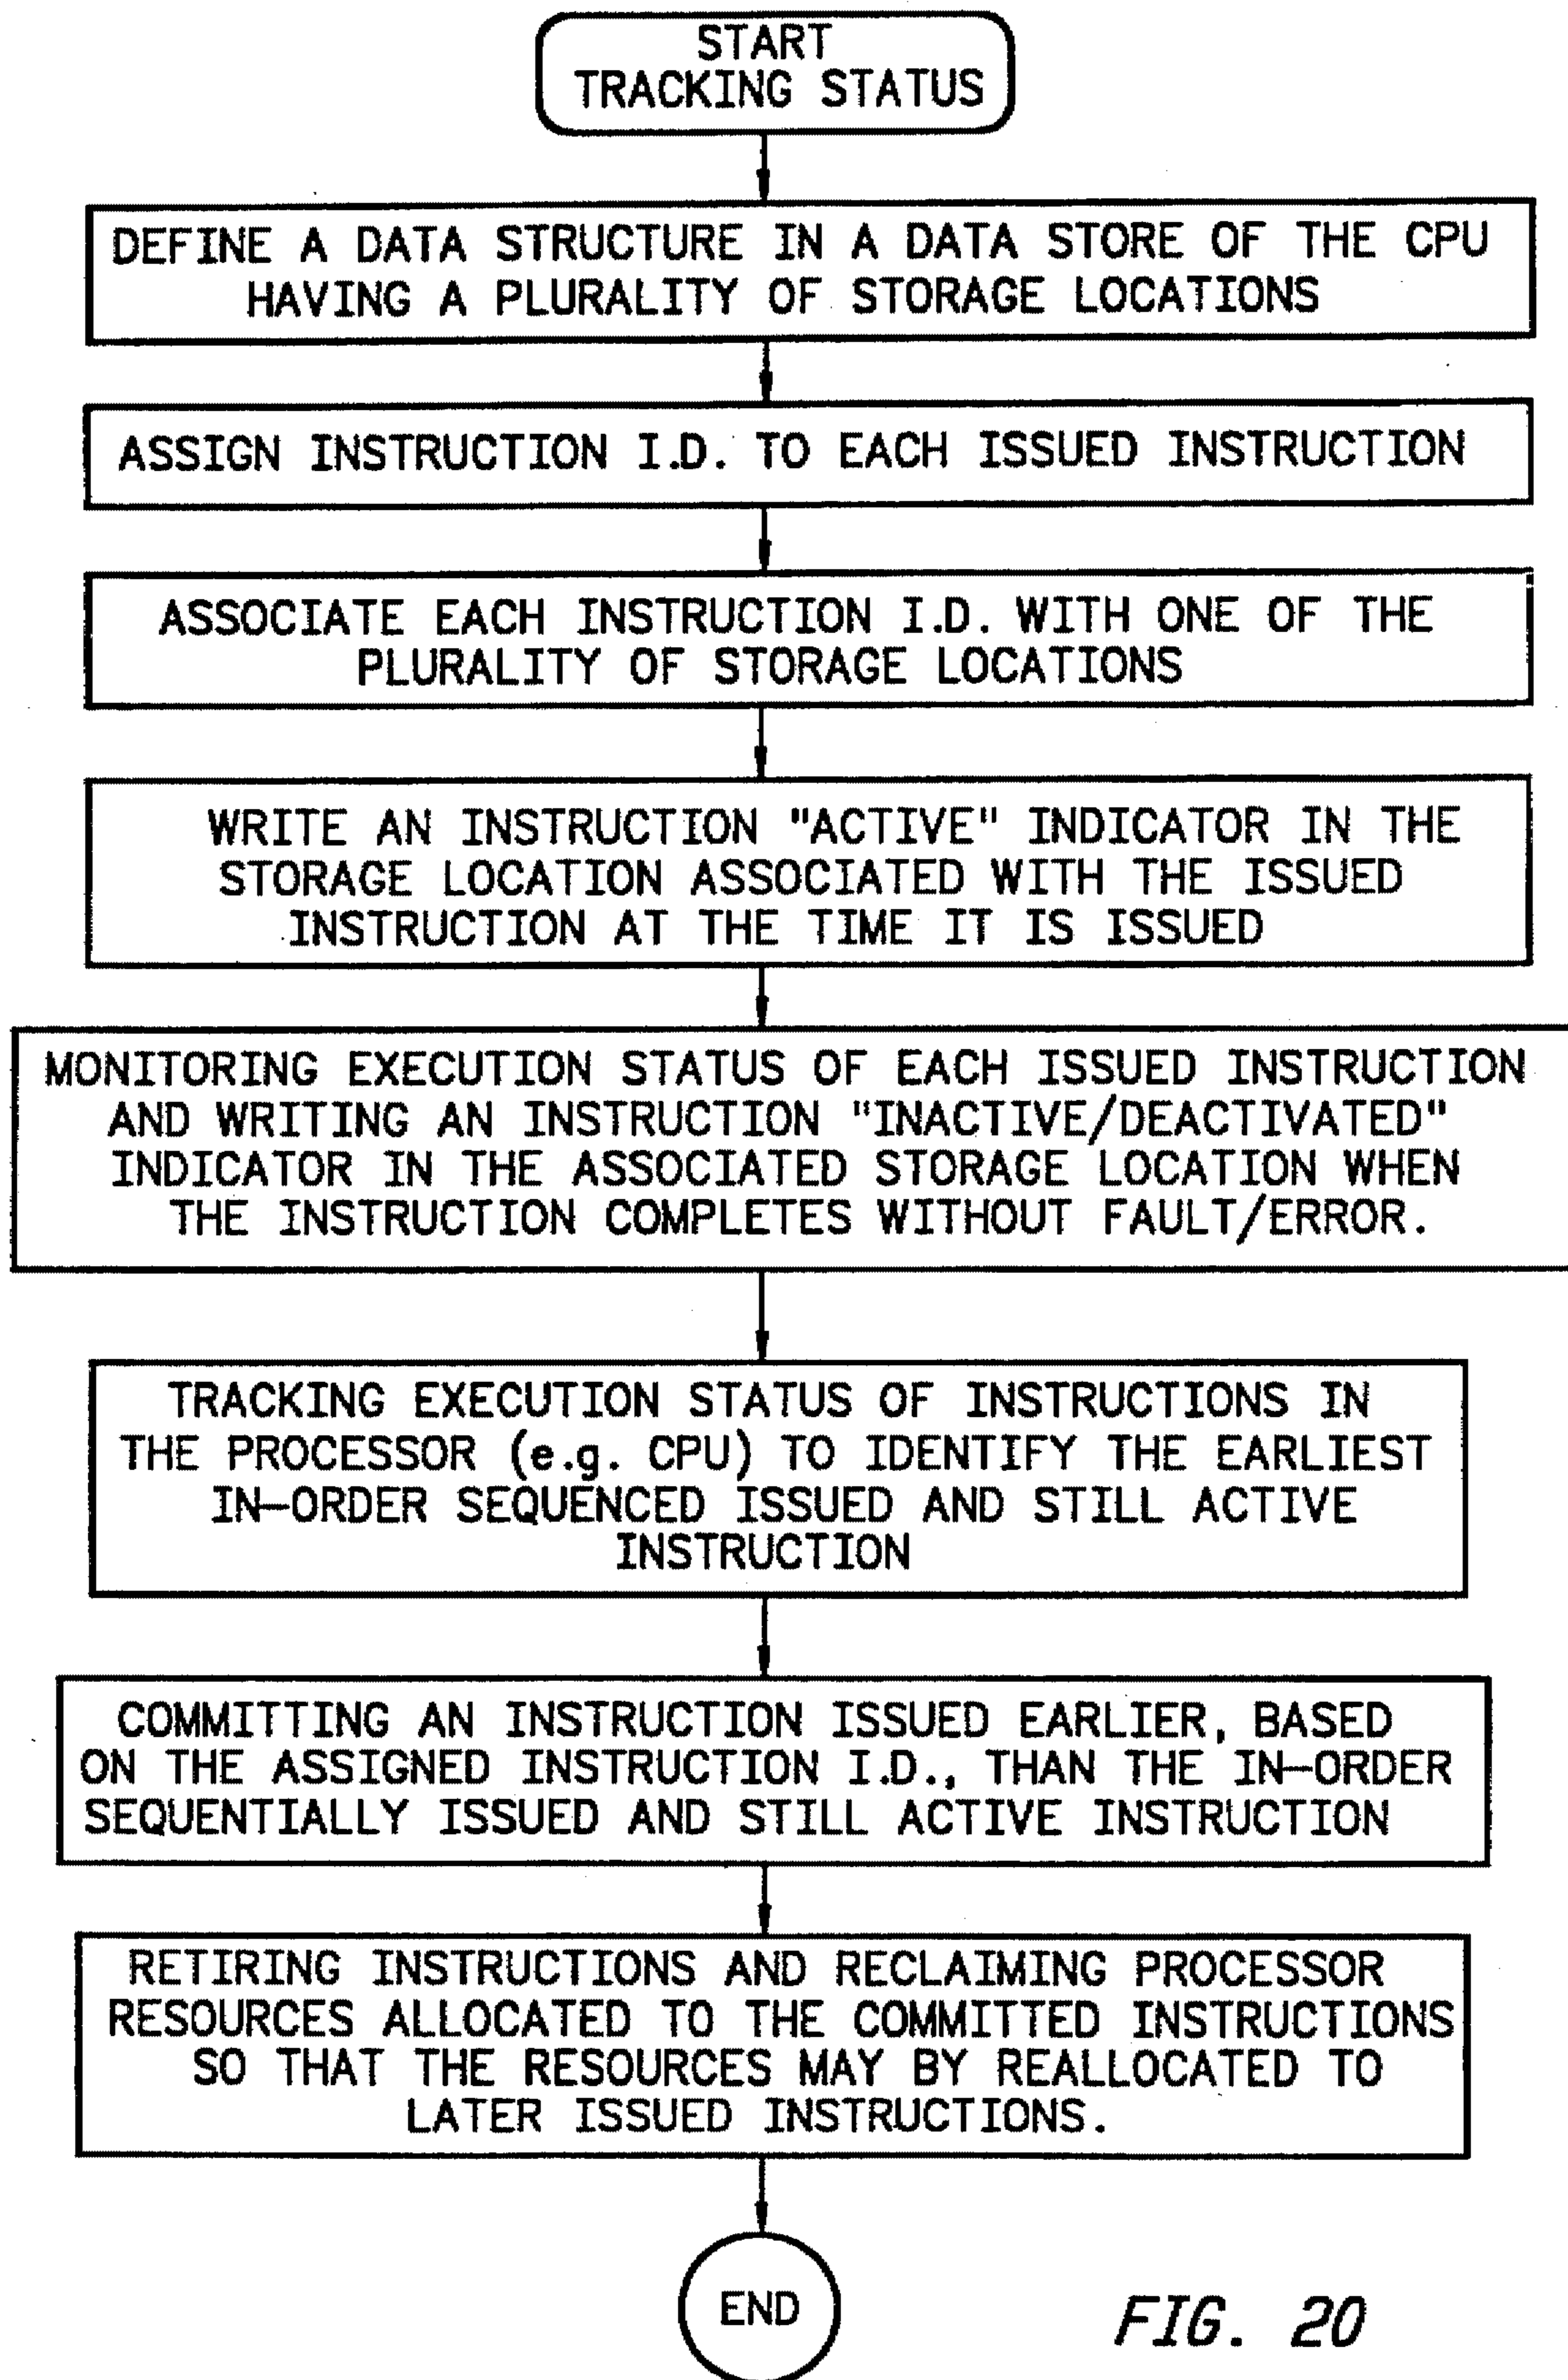 START
TRACKING STATUS
DEFINE A DATA STRUCTURE IN A DATA STORE OF THE CPU
HAVING A PLURALITY OF STORAGE LOCATIONS
ASSIGN INSTRUCTION I.D. TO EACH ISSUED INSTRUCTION
ASSOCIATE EACH INSTRUCTION I.D. WITH ONE OF THE
PLURALITY OF STORAGE LOCATIONS
WRITE AN INSTRUCTION "ACTIVE" INDICATOR IN THE
STORAGE LOCATION ASSOCIATED WITH THE ISSUED
INSTRUCTION AT THE TIME IT IS ISSUED
MONITORING EXECUTION STATUS OF EACH ISSUED INSTRUCTION
AND WRITING AN INSTRUCTION "INACTIVE/DEACTIVATED"
INDICATOR IN THE ASSOCIATED STORAGE LOCATION WHEN
THE INSTRUCTION COMPLETES WITHOUT FAULT/ERROR.
TRACKING EXECUTION STATUS OF INSTRUCTIONS IN
THE PROCESSOR (e.g. CPU) TO IDENTIFY THE EARLIEST
IN-ORDER SEQUENCED ISSUED AND STILL ACTIVE
INSTRUCTION
COMMITTING AN INSTRUCTION ISSUED EARLIER, BASED
ON THE ASSIGNED INSTRUCTION I.D., THAN THE IN-ORDER
SEQUENTIALLY ISSUED AND STILL ACTIVE INSTRUCTION
RETIRING INSTRUCTIONS AND RECLAIMING PROCESSOR
RESOURCES ALLOCATED TO THE COMMITTED INSTRUCTIONS
SO THAT THE RESOURCES MAY BY REALLOCATED TO
LATER ISSUED INSTRUCTIONS.
END
FIG. 20